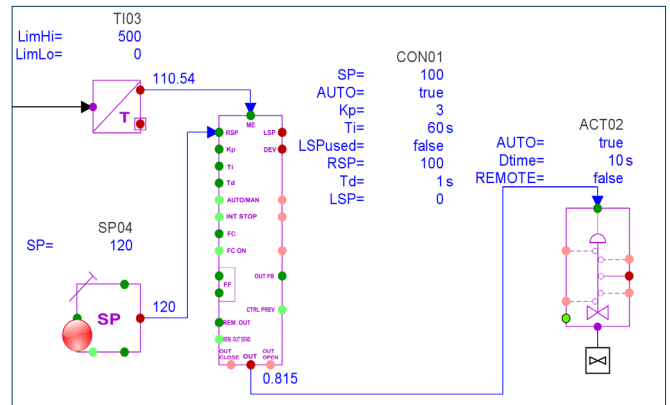 TI03
LimHi= 500
LimLo= 0
110.54
T
CON01
SP= 100
AUTO= true
Kp= 3
Ti= 60 s
LSPused= false
RSP= 100
Td= 1 s
LSP= 0
ACT02
AUTO= true
Dtime= 10 s
REMOTE= false
SP04
SP= 120
SP
120
ME
RSP LSP
Kp DEV
Ti
Td
AUTO/MAN
INT STOP
FC
FC ON
FF OUT FB
CTRL PREV
REM. OUT
REM. OUT SEND
OUT CLOSE OUT OUT OPEN
0.815